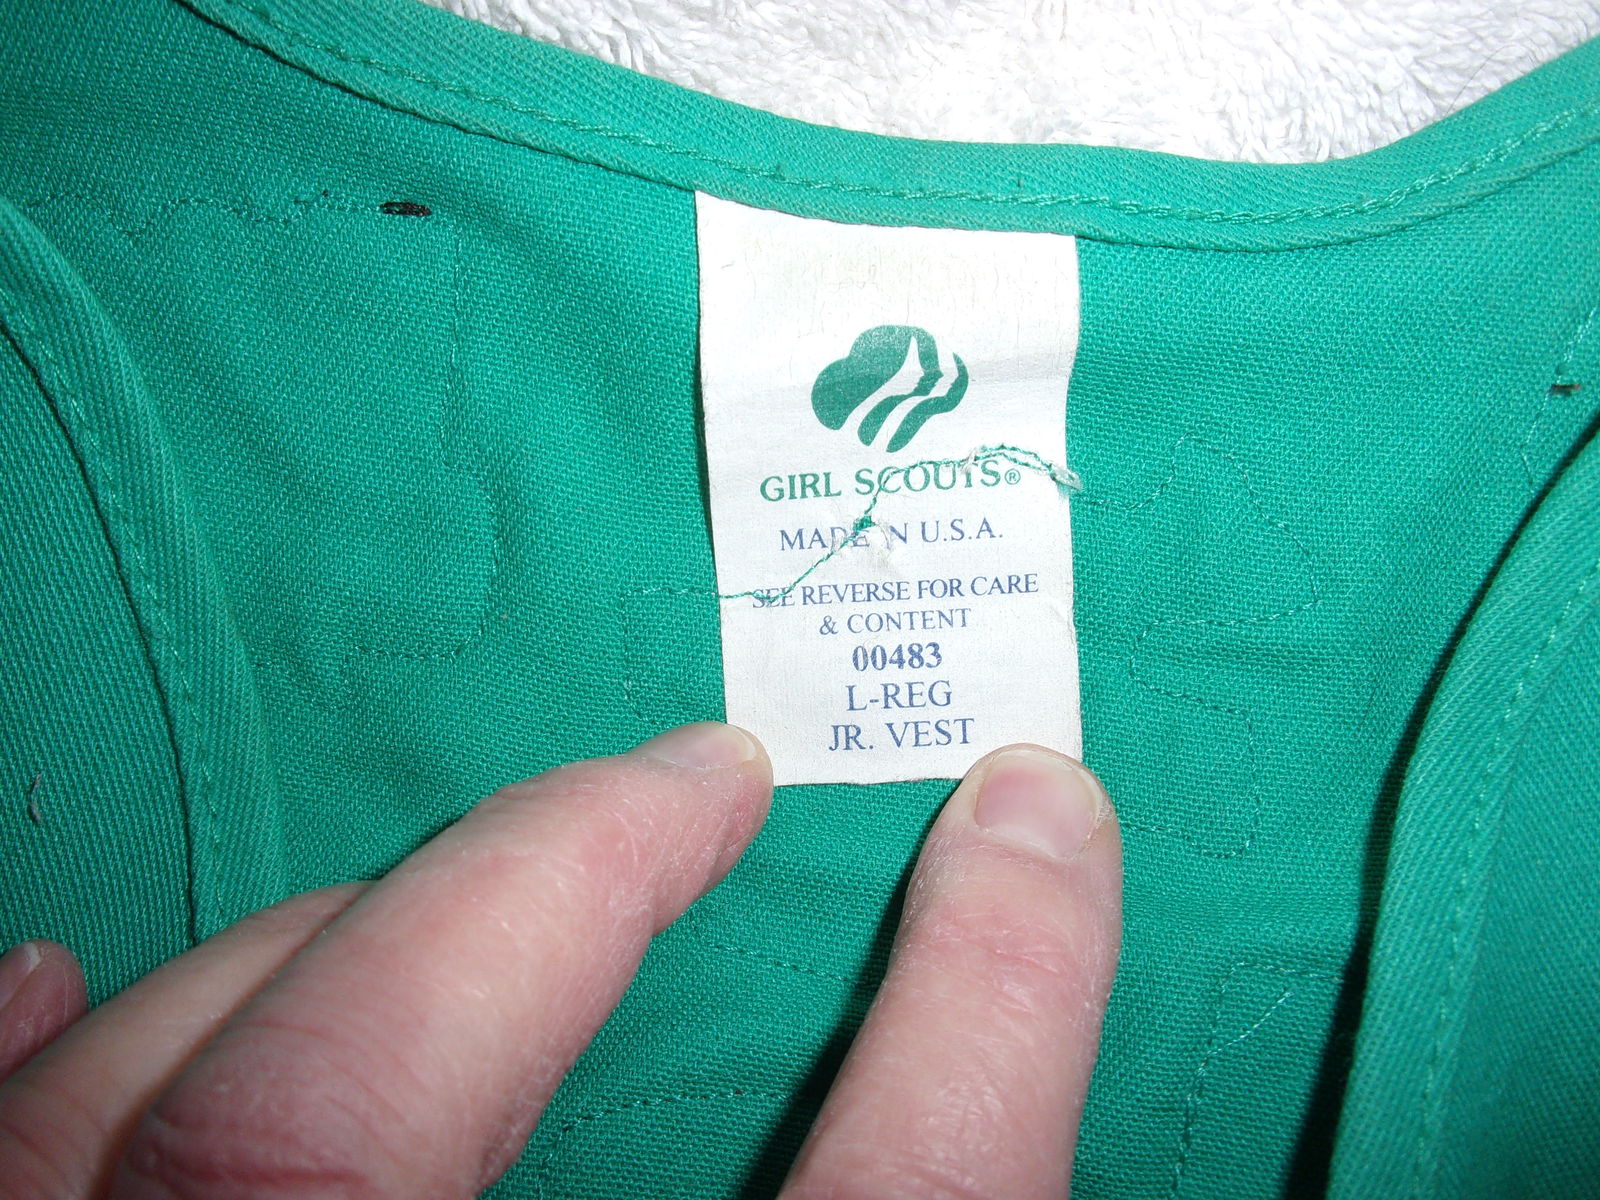 GIRL SCOUTS®
MADE IN U.S.A.
SEE REVERSE FOR CARE
& CONTENT
00483
L-REG
JR. VEST